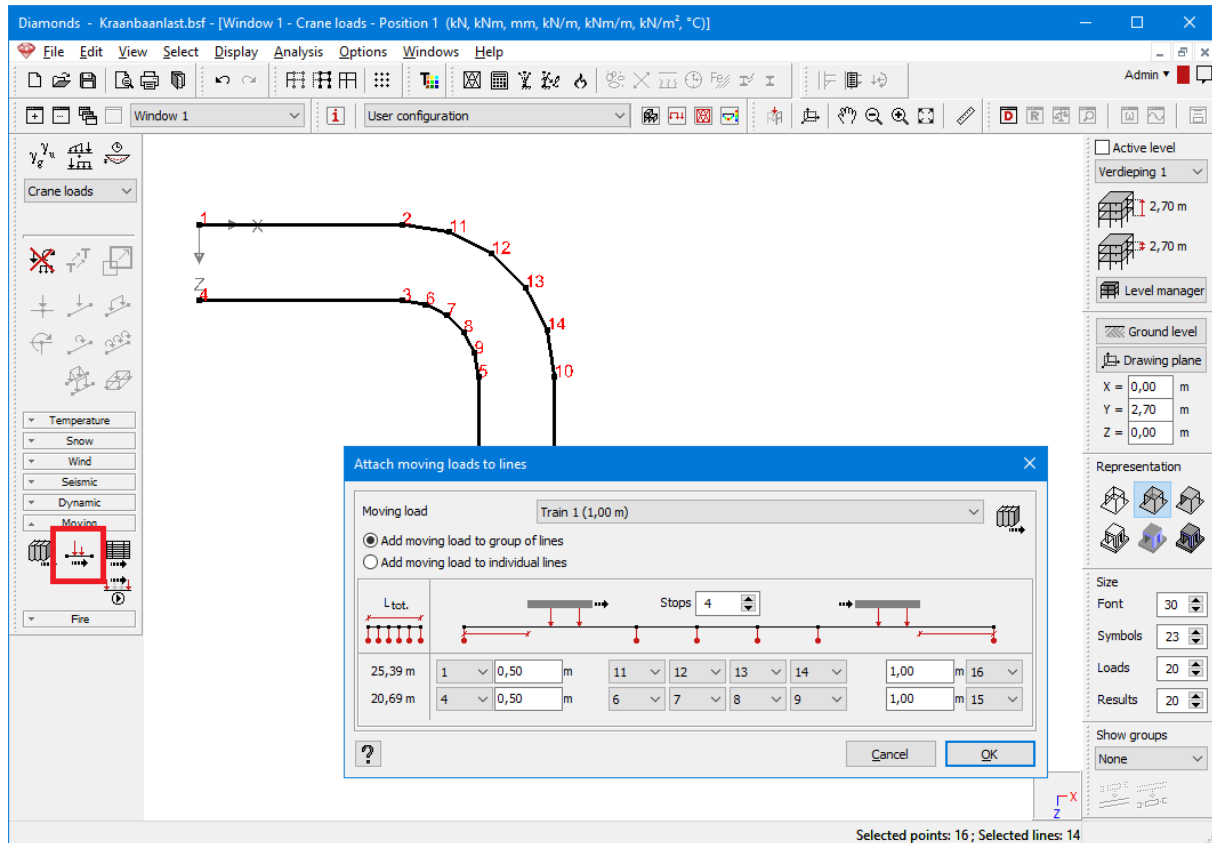 Diamonds - Kraanbaanlast.bsf - [Window 1 - Crane loads - Position 1 (kN, kNm, mm, kN/m, kNm/m, kN/m², °C)]
File Edit View Select Display Analysis Options Windows Help
Admin
Window 1
User configuration
Crane loads
Temperature
Snow
Wind
Seismic
Dynamic
Moving
Fire
1 X 2 11
12
Z 13
4 3 6
7 14
8
9
5 10
Attach moving loads to lines
Moving load Train 1 (1,00 m)
Add moving load to group of lines
Add moving load to individual lines
L tot. Stops 4
25,39 m 1 0,50 m 11 12 13 14 1,00 m 16
20,69 m 4 0,50 m 6 7 8 9 1,00 m 15
? Cancel OK
Active level
Verdieping 1
2,70 m
2,70 m
Level manager
Ground level
Drawing plane
X = 0,00 m
Y = 2,70 m
Z = 0,00 m
Representation
Size
Font 30
Symbols 23
Loads 20
Results 20
Show groups
None
X
Z
Selected points: 16 ; Selected lines: 14